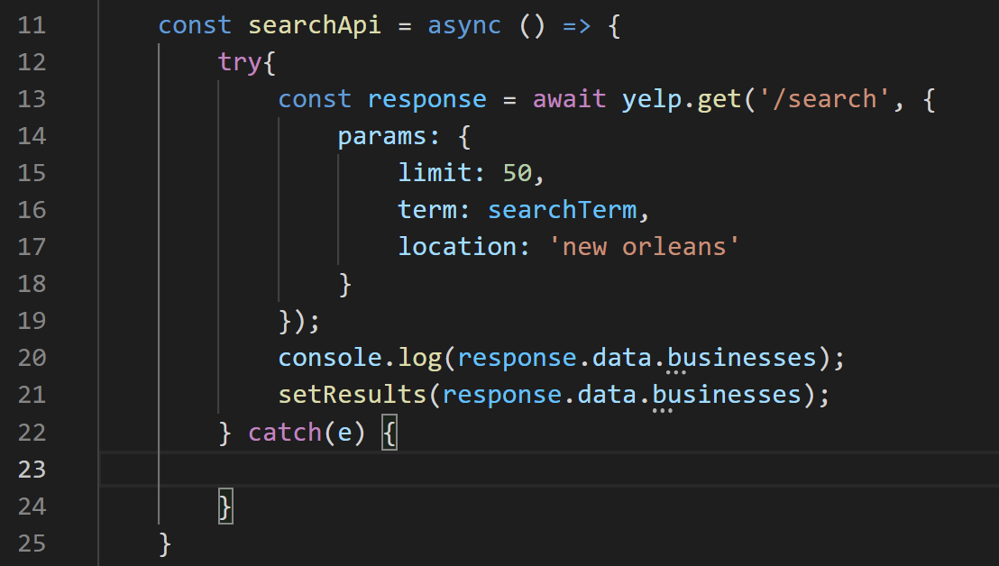 11 const searchApi = async () => {
12 try{
13 const response = await yelp.get('/search', {
14 params: {
15 limit: 50,
16 term: searchTerm,
17 location: 'new orleans'
18 }
19 });
20 console.log(response.data.businesses);
21 setResults(response.data.businesses);
22 } catch(e) {
23
24 }
25 }